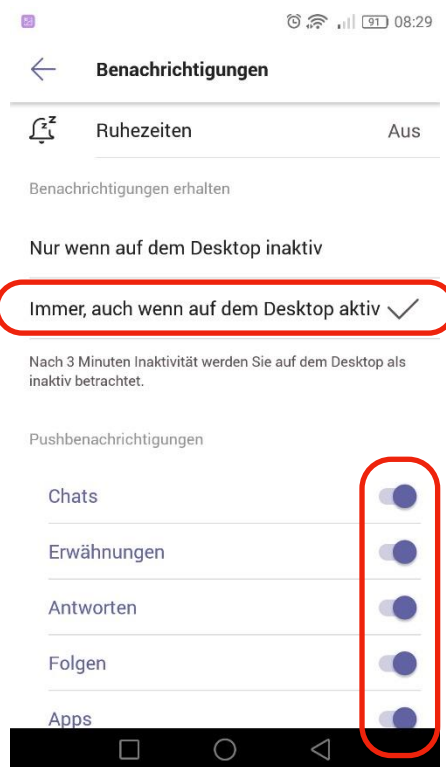 91 08:29
Benachrichtigungen
Ruhezeiten Aus
Benachrichtigungen erhalten
Nur wenn auf dem Desktop inaktiv
Immer, auch wenn auf dem Desktop aktiv
Nach 3 Minuten Inaktivität werden Sie auf dem Desktop als
inaktiv betrachtet.
Pushbenachrichtigungen
Chats
Erwähnungen
Antworten
Folgen
Apps